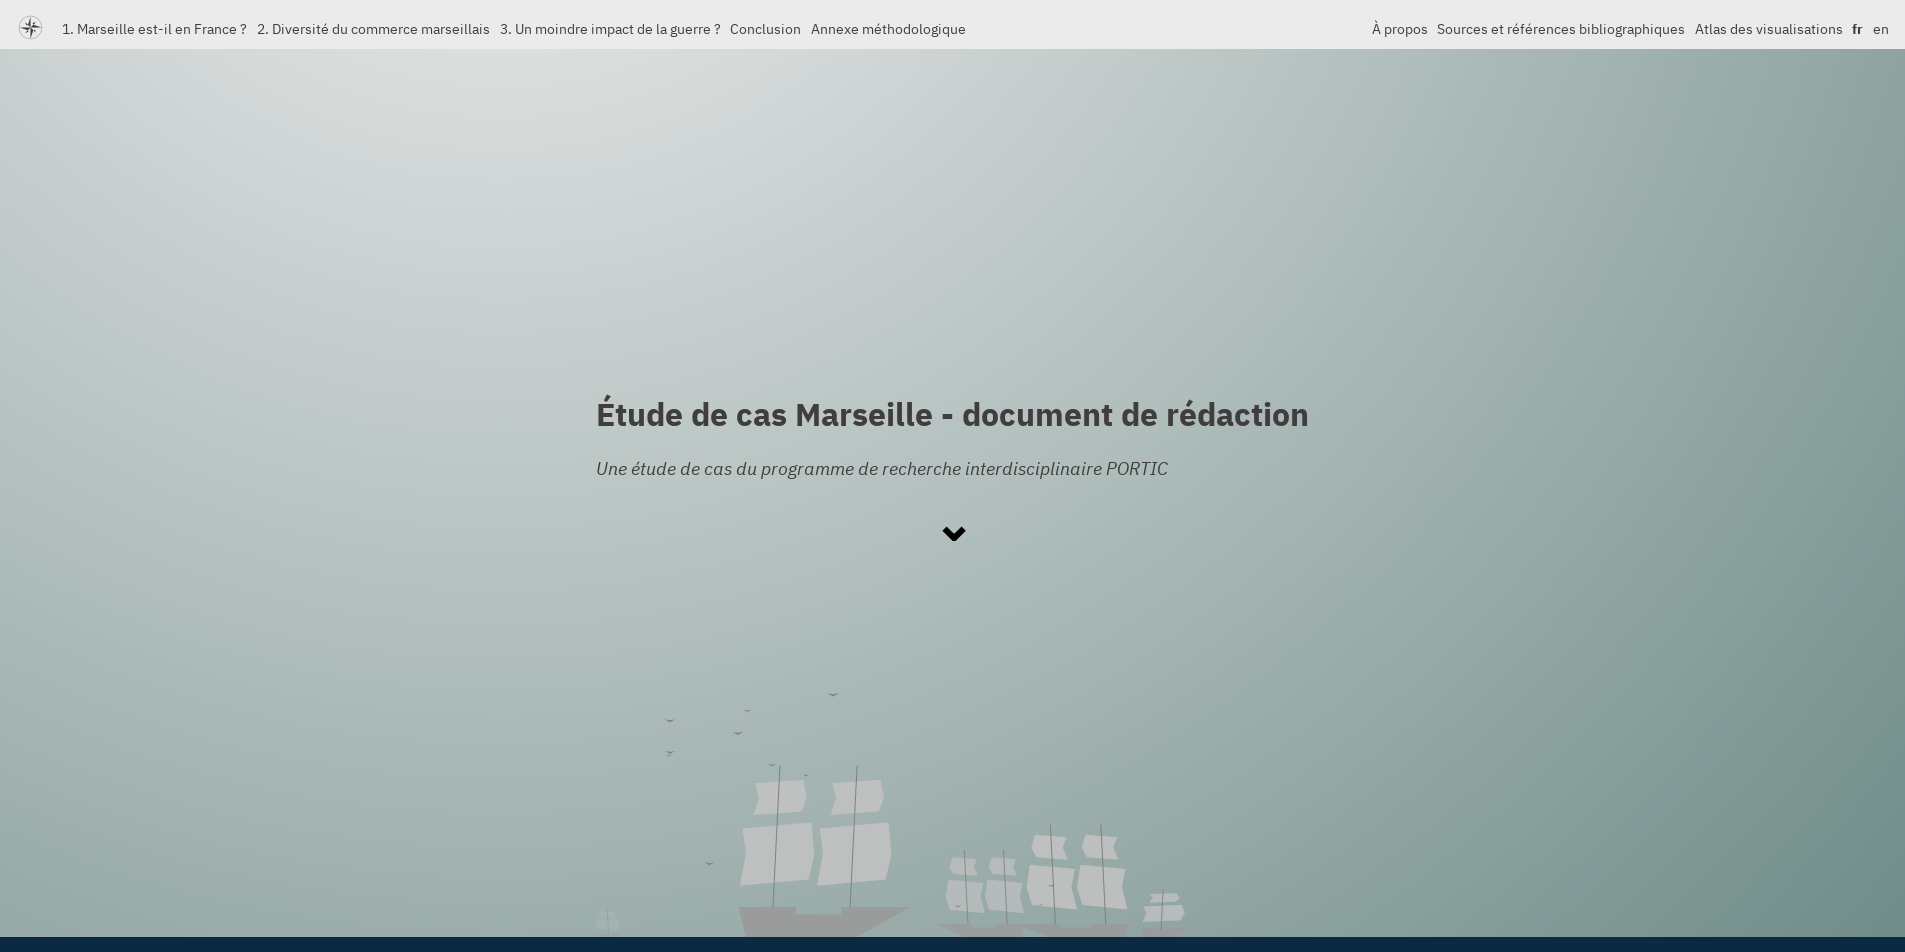 1. Marseille est-il en France ? 2. Diversité du commerce marseillais 3. Un moindre impact de la guerre ? Conclusion Annexe méthodologique À propos Sources et références bibliographiques Atlas des visualisations fr en
Étude de cas Marseille - document de rédaction
Une étude de cas du programme de recherche interdisciplinaire PORTIC